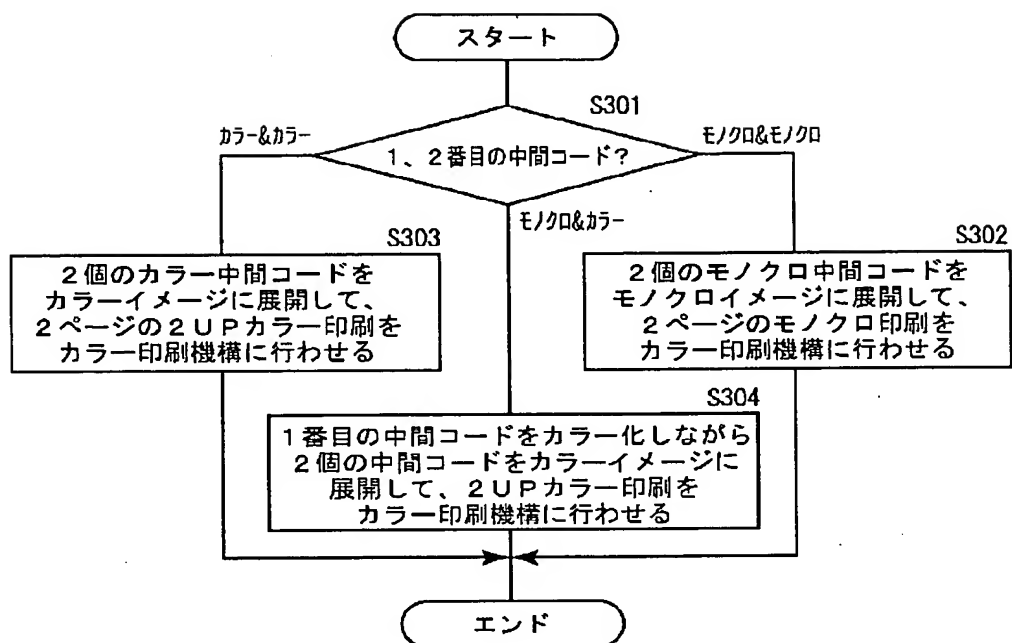 スタート
S301
カラー&カラー
モノクロ&モノクロ
1、2番目の中間コード?
モノクロ&カラー
S303
2個のカラー中間コードを
カラーイメージに展開して、
2ページの2UPカラー印刷を
カラー印刷機構に行わせる
S302
2個のモノクロ中間コードを
モノクロイメージに展開して、
2ページのモノクロ印刷を
カラー印刷機構に行わせる
S304
1番目の中間コードをカラー化しながら
2個の中間コードをカラーイメージに
展開して、2UPカラー印刷を
カラー印刷機構に行わせる
エンド